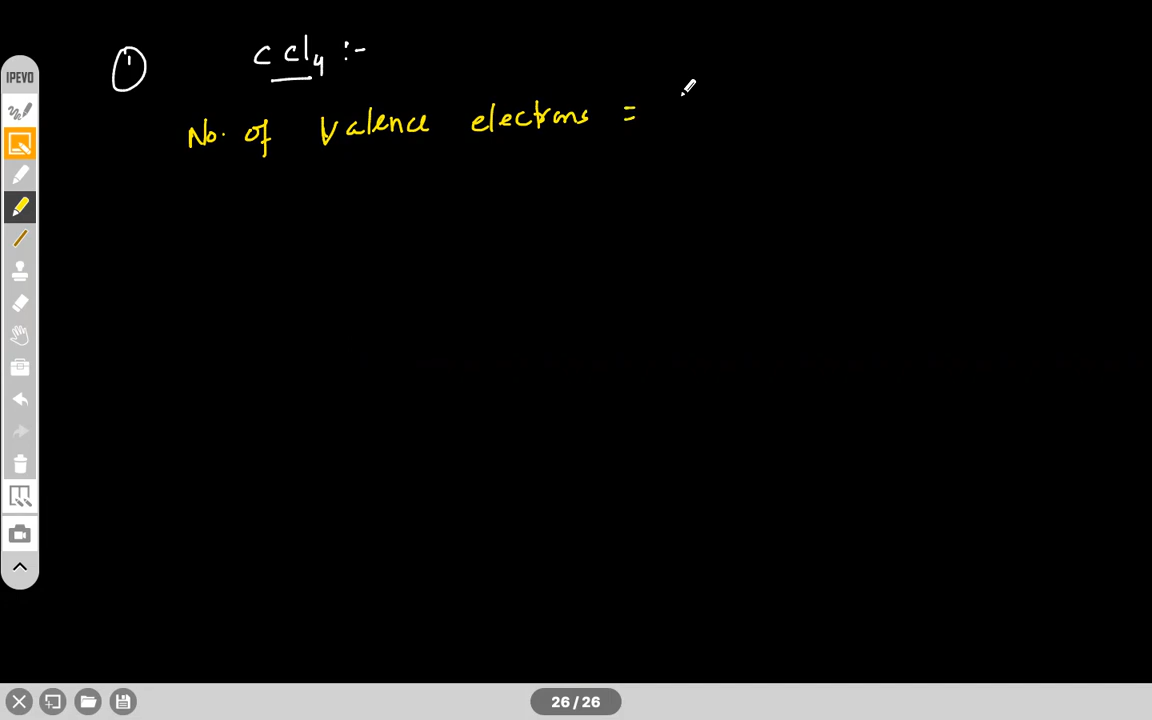 IPEVO
① CCl₄ :-
No. of Valence electrons =
26 / 26